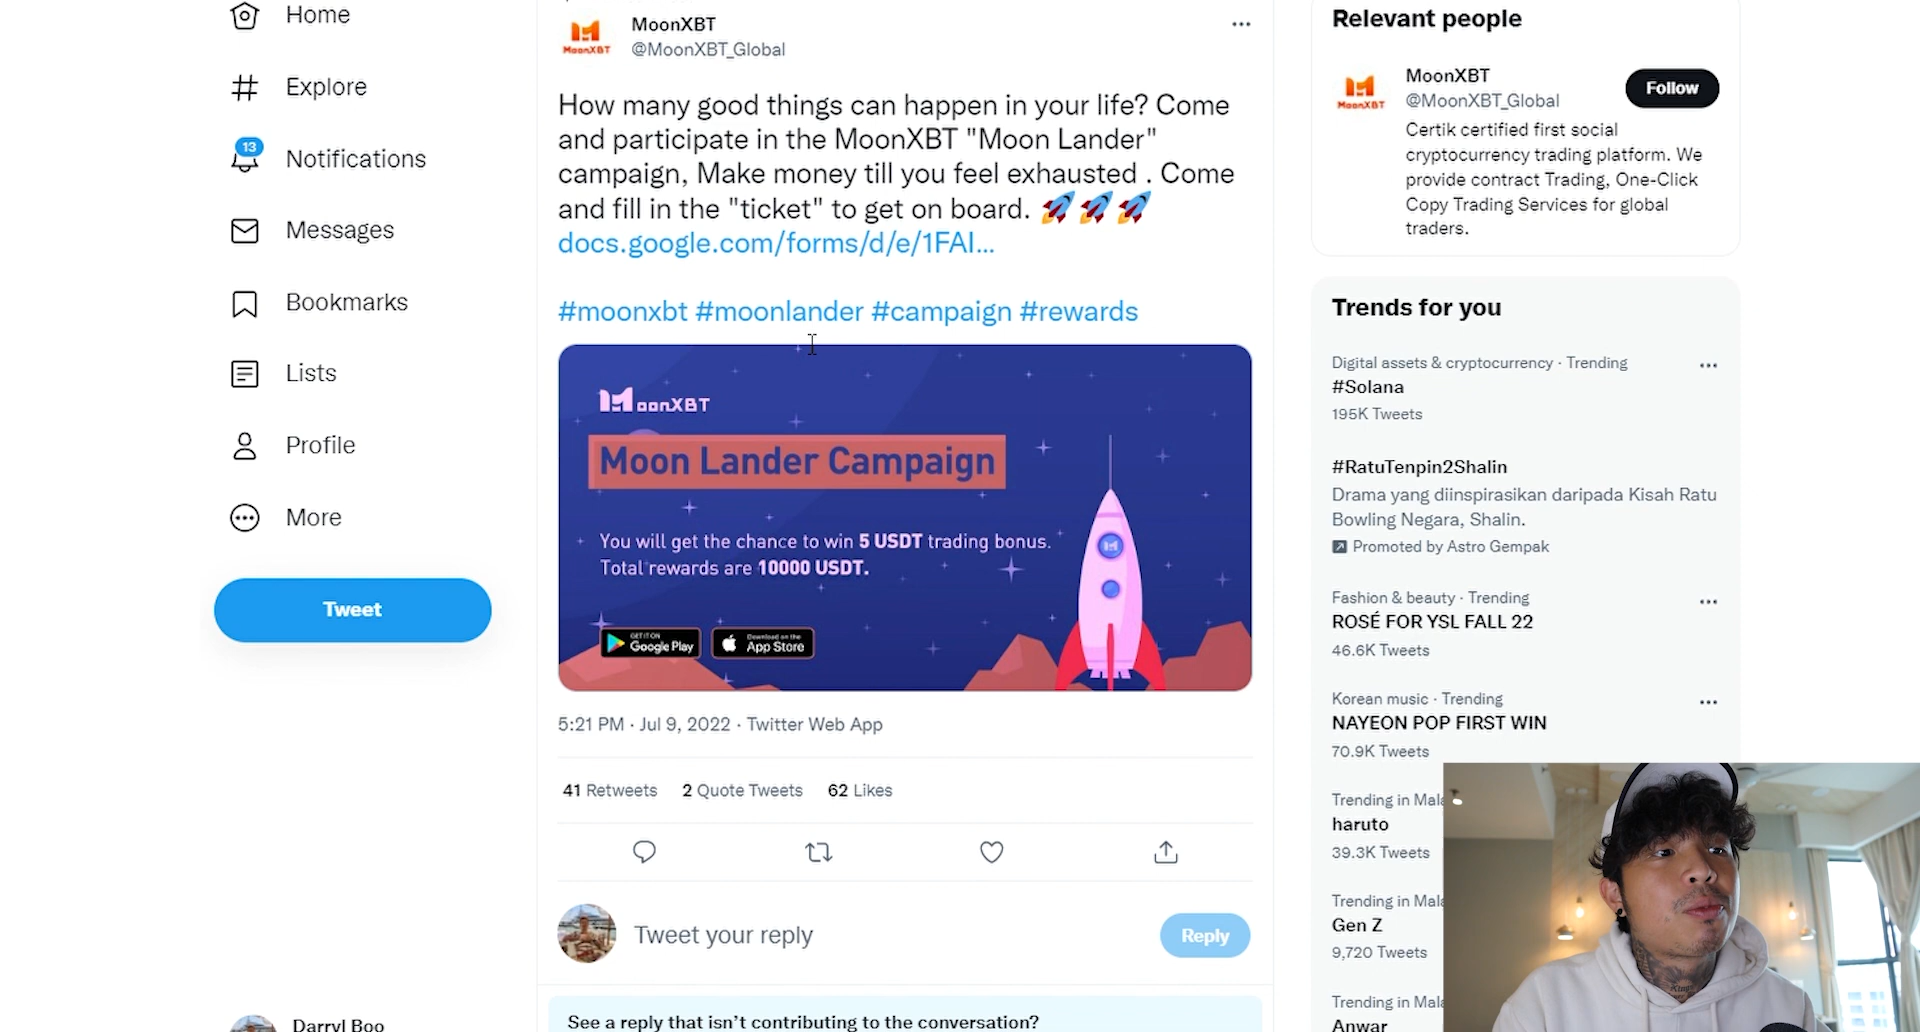 Home
Explore
13
Notifications
Messages
Bookmarks
Lists
Profile
More
Tweet
Darryl Boo
MoonXBT
MoonXBT
@MoonXBT_Global
How many good things can happen in your life? Come
and participate in the MoonXBT "Moon Lander"
campaign, Make money till you feel exhausted . Come
and fill in the "ticket" to get on board. 🚀🚀🚀
docs.google.com/forms/d/e/1FAI...
#moonxbt #moonlander #campaign #rewards
MoonXBT
Moon Lander Campaign
You will get the chance to win 5 USDT trading bonus.
Total rewards are 10000 USDT.
GET IT ON
Google Play
Download on the
App Store
5:21 PM · Jul 9, 2022 · Twitter Web App
41 Retweets 2 Quote Tweets 62 Likes
Tweet your reply
Reply
See a reply that isn't contributing to the conversation?
Relevant people
MoonXBT
MoonXBT
@MoonXBT_Global
Follow
Certik certified first social
cryptocurrency trading platform. We
provide contract Trading, One-Click
Copy Trading Services for global
traders.
Trends for you
Digital assets & cryptocurrency · Trending
#Solana
195K Tweets
#RatuTenpin2Shalin
Drama yang diinspirasikan daripada Kisah Ratu
Bowling Negara, Shalin.
Promoted by Astro Gempak
Fashion & beauty · Trending
ROSÉ FOR YSL FALL 22
46.6K Tweets
Korean music · Trending
NAYEON POP FIRST WIN
70.9K Tweets
Trending in Mala
haruto
39.3K Tweets
Trending in Mala
Gen Z
9,720 Tweets
Trending in Mala
Anwar